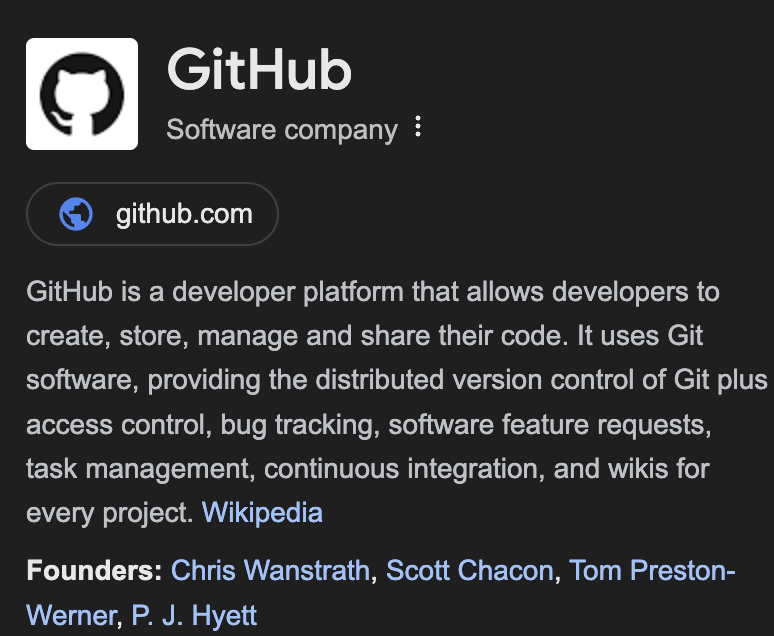 GitHub
Software company
github.com
GitHub is a developer platform that allows developers to
create, store, manage and share their code. It uses Git
software, providing the distributed version control of Git plus
access control, bug tracking, software feature requests,
task management, continuous integration, and wikis for
every project. Wikipedia
Founders: Chris Wanstrath, Scott Chacon, Tom Preston-
Werner, P. J. Hyett